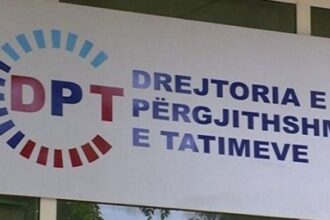 DPT
DREJTORIA E
PËRGJITHSHM
E TATIMEVE